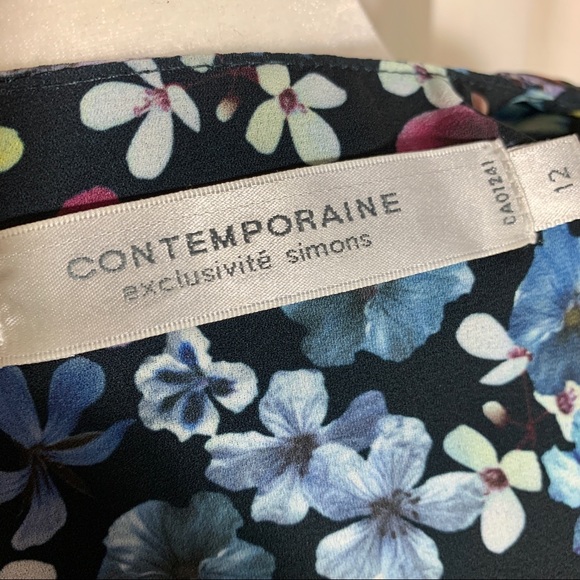 CONTEMPORAINE
exclusivité simons
CA01241
12